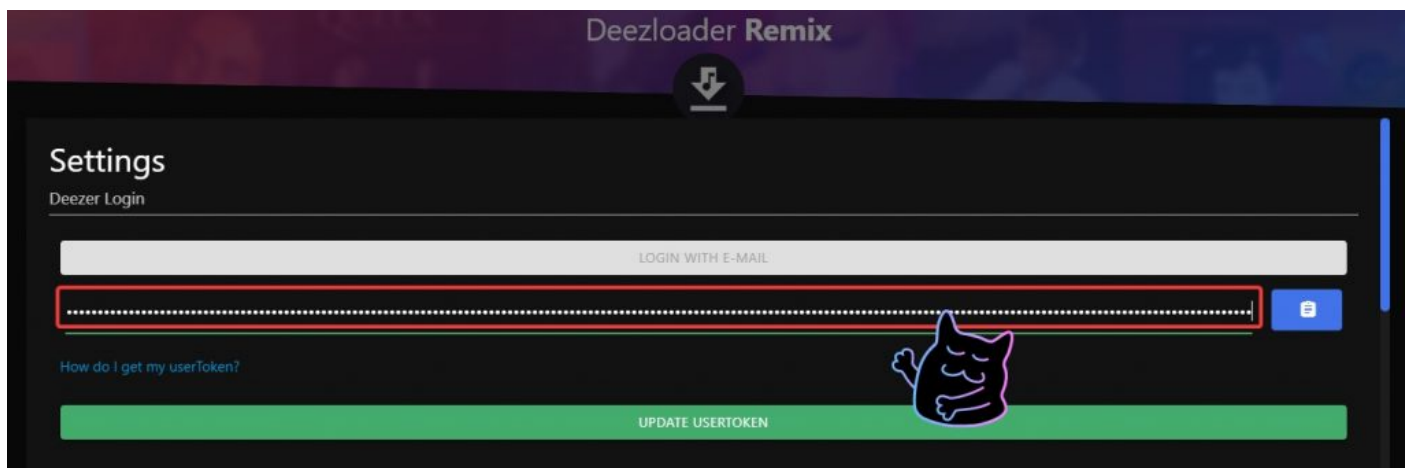 Deezloader Remix
Settings
Deezer Login
LOGIN WITH E-MAIL
How do I get my userToken?
UPDATE USERTOKEN